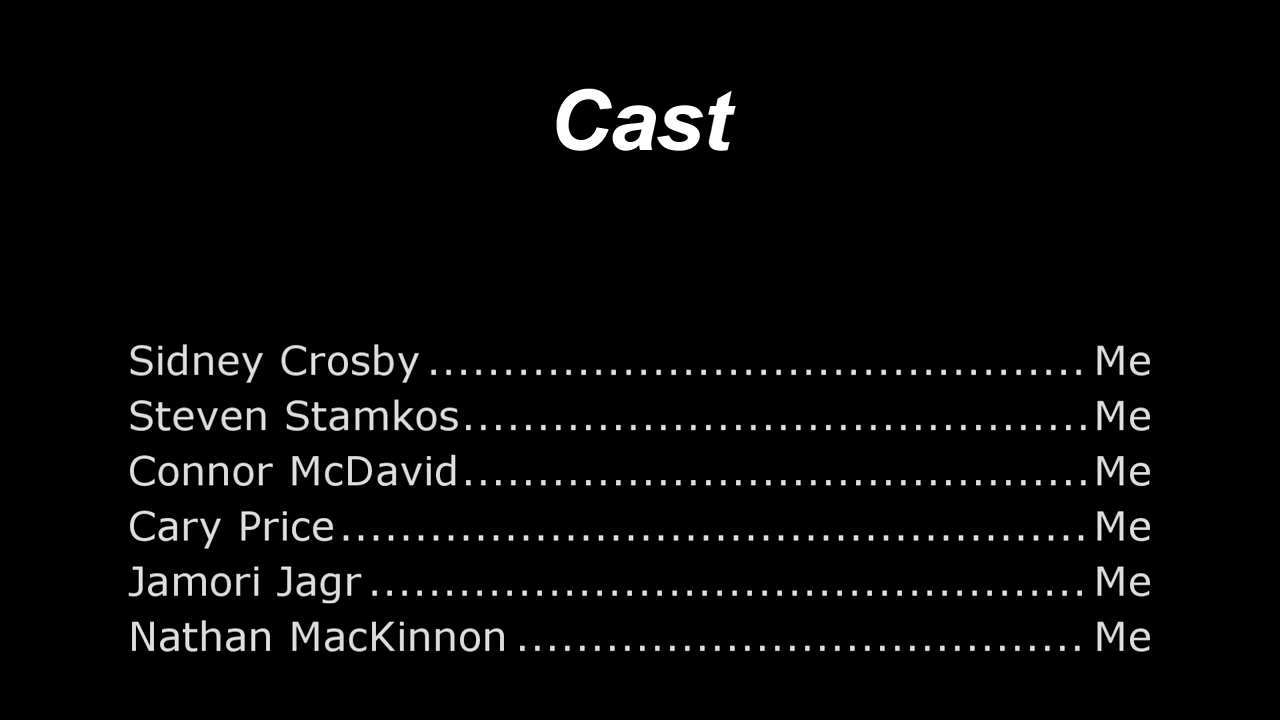 Cast
Sidney Crosby............................................Me
Steven Stamkos..........................................Me
Connor McDavid..........................................Me
Cary Price..................................................Me
Jamori Jagr................................................Me
Nathan MacKinnon......................................Me